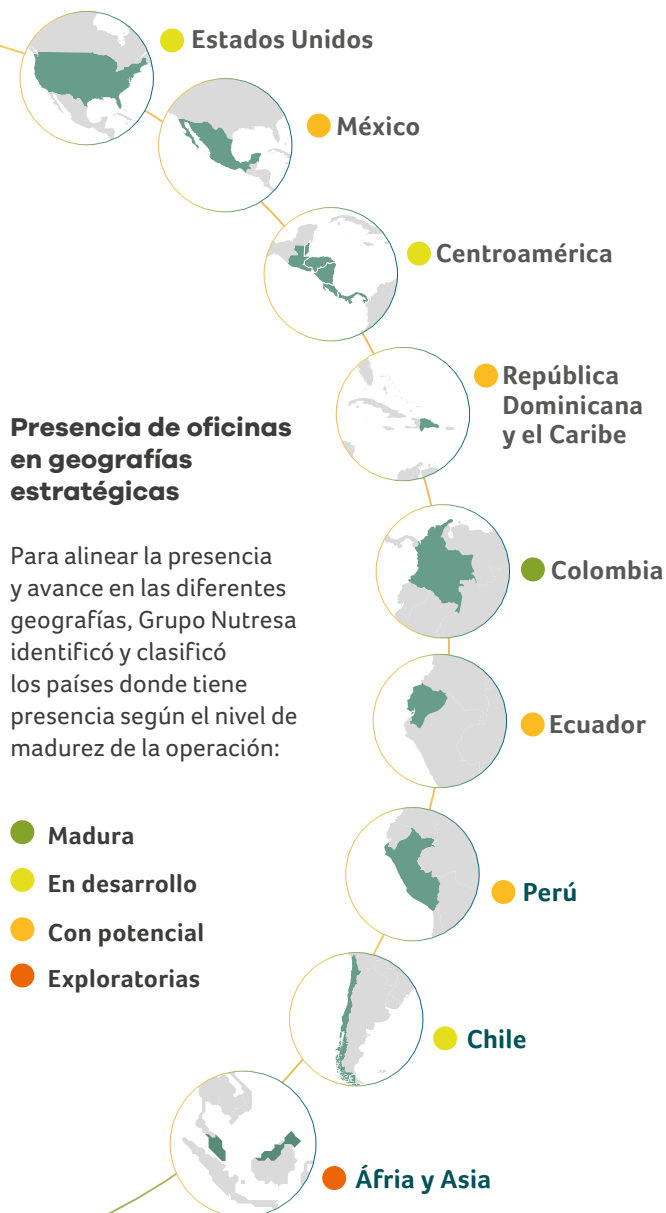 Estados Unidos
México
Centroamérica
República
Dominicana
y el Caribe
Presencia de oficinas
en geografías
estratégicas
Para alinear la presencia
y avance en las diferentes
geografías, Grupo Nutresa
identificó y clasificó
los países donde tiene
presencia según el nivel de
madurez de la operación:
Madura
En desarrollo
Con potencial
Exploratorias
Colombia
Ecuador
Perú
Chile
Áfria y Asia